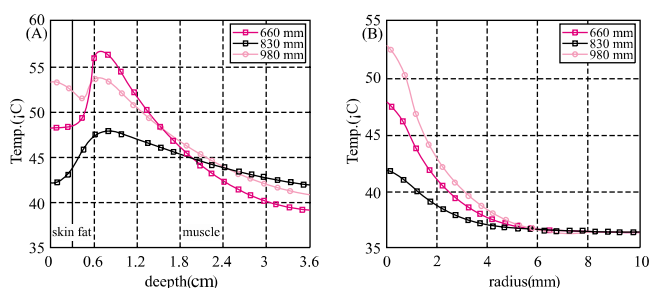 (A)
660 mm
830 mm
980 mm
60
55
50
45
40
35
Temp.(¡C)
skin fat
muscle
0 0.6 1.2 1.8 2.4 3 3.6
deepth(cm)
(B)
660 mm
830 mm
980 mm
55
50
45
40
35
Temp.(¡C)
0 2 4 6 8 10
radius(mm)